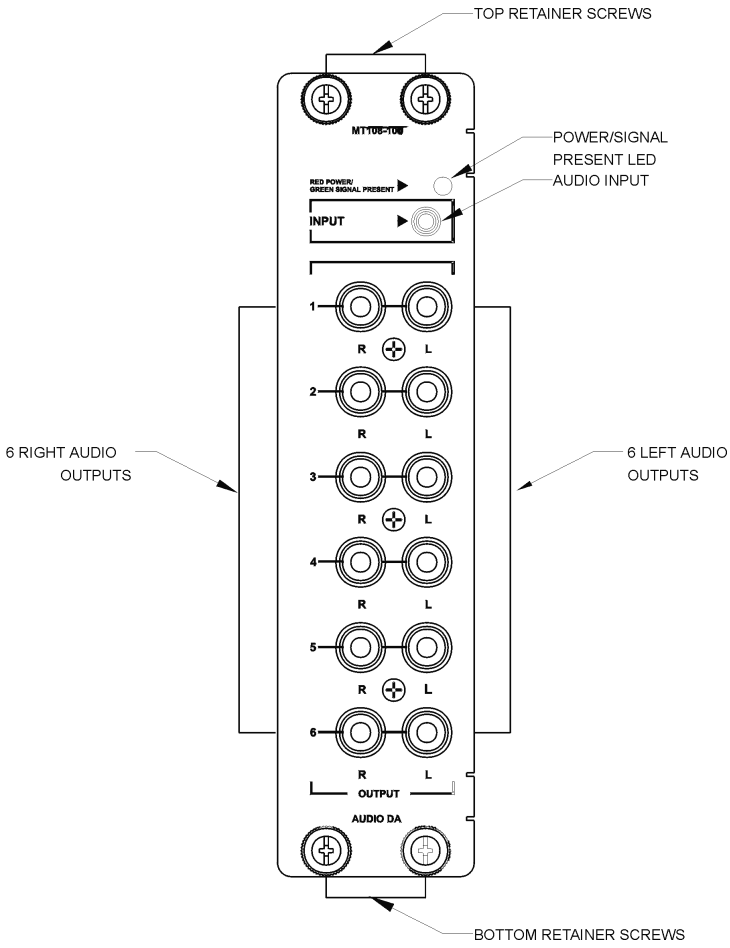 TOP RETAINER SCREWS
POWER/SIGNAL
PRESENT LED
AUDIO INPUT
RED POWER/
GREEN SIGNAL PRESENT
INPUT
1
R L
2
R L
6 RIGHT AUDIO
OUTPUTS
6 LEFT AUDIO
OUTPUTS
3
R L
4
R L
5
R L
6
R L
OUTPUT
AUDIO DA
BOTTOM RETAINER SCREWS